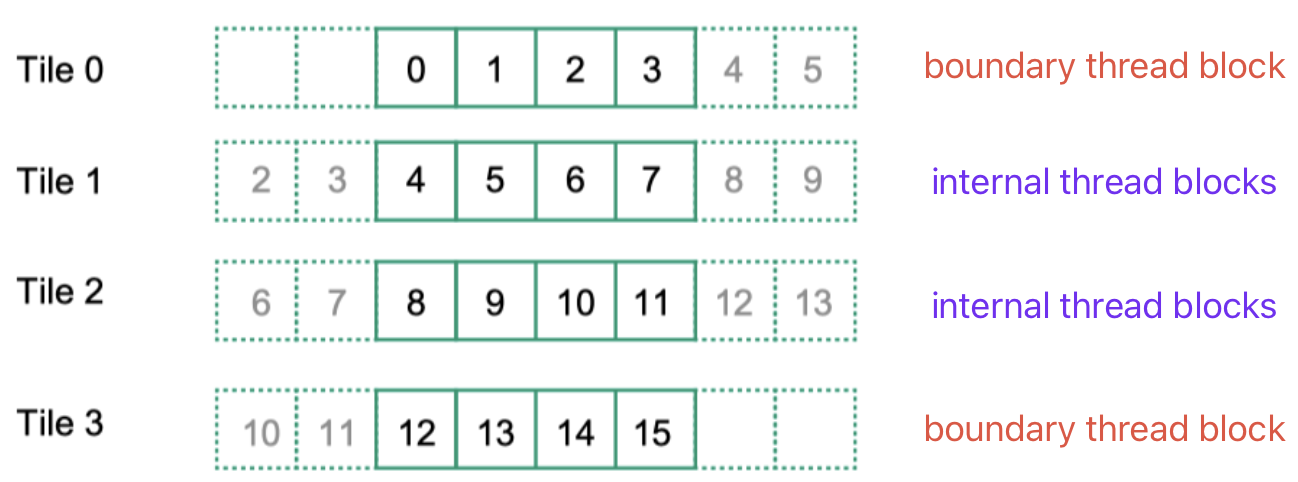 Tile 0 0 1 2 3 4 5 boundary thread block
Tile 1 2 3 4 5 6 7 8 9 internal thread blocks
Tile 2 6 7 8 9 10 11 12 13 internal thread blocks
Tile 3 10 11 12 13 14 15 boundary thread block